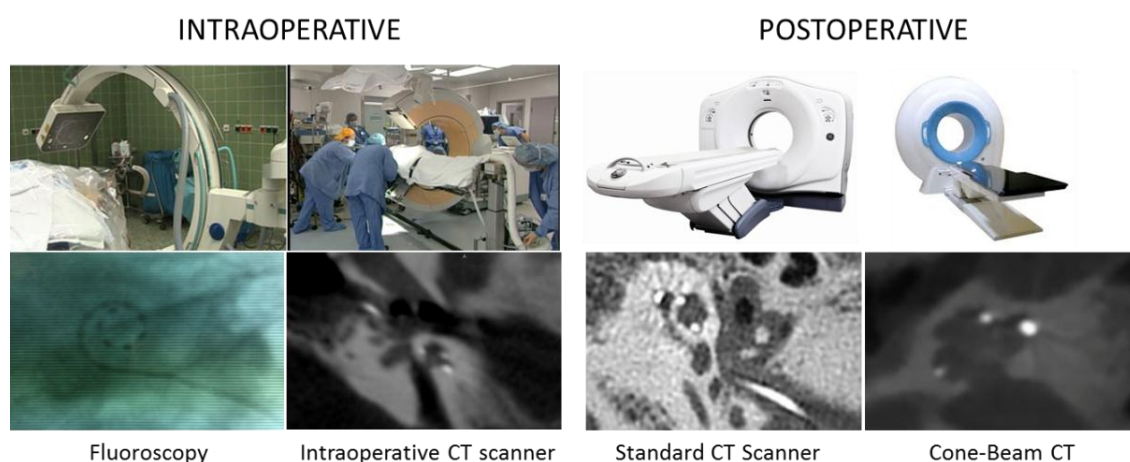 INTRAOPERATIVE
POSTOPERATIVE
Fluoroscopy
Intraoperative CT scanner
Standard CT Scanner
Cone-Beam CT